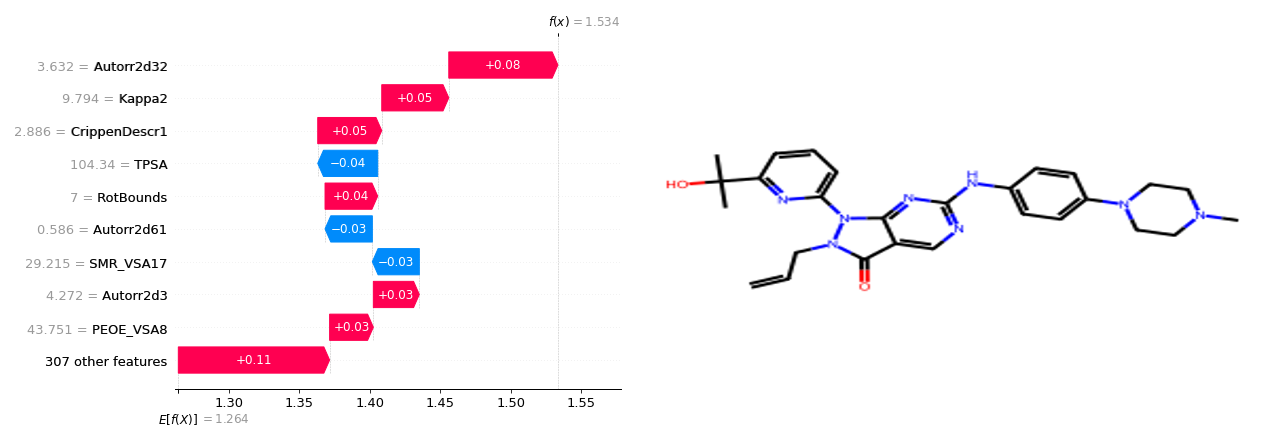 f(x) = 1.534
3.632 = Autorr2d32
+0.08
9.794 = Kappa2
+0.05
2.886 = CrippenDescr1
+0.05
104.34 = TPSA
−0.04
7 = RotBounds
+0.04
0.586 = Autorr2d61
−0.03
29.215 = SMR_VSA17
−0.03
4.272 = Autorr2d3
+0.03
43.751 = PEOE_VSA8
+0.03
307 other features
+0.11
1.30 1.35 1.40 1.45 1.50 1.55
E[f(X)] = 1.264
HO
N
N
N
O
N
N
H
N
N
N